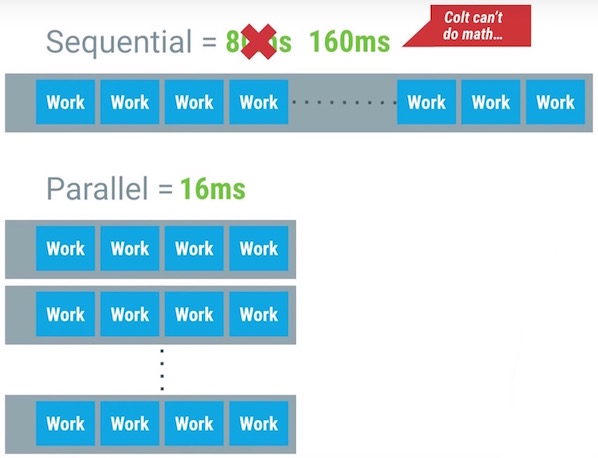 Colt can't
do math...
Sequential = 8 s 160ms
Work Work Work Work Work Work Work
Parallel = 16ms
Work Work Work Work
Work Work Work Work
Work Work Work Work